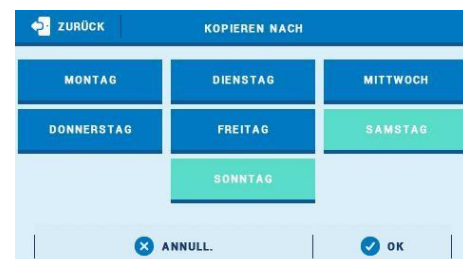 ZURÜCK KOPIEREN NACH
MONTAG DIENSTAG MITTWOCH
DONNERSTAG FREITAG SAMSTAG
SONNTAG
ANNULL. OK